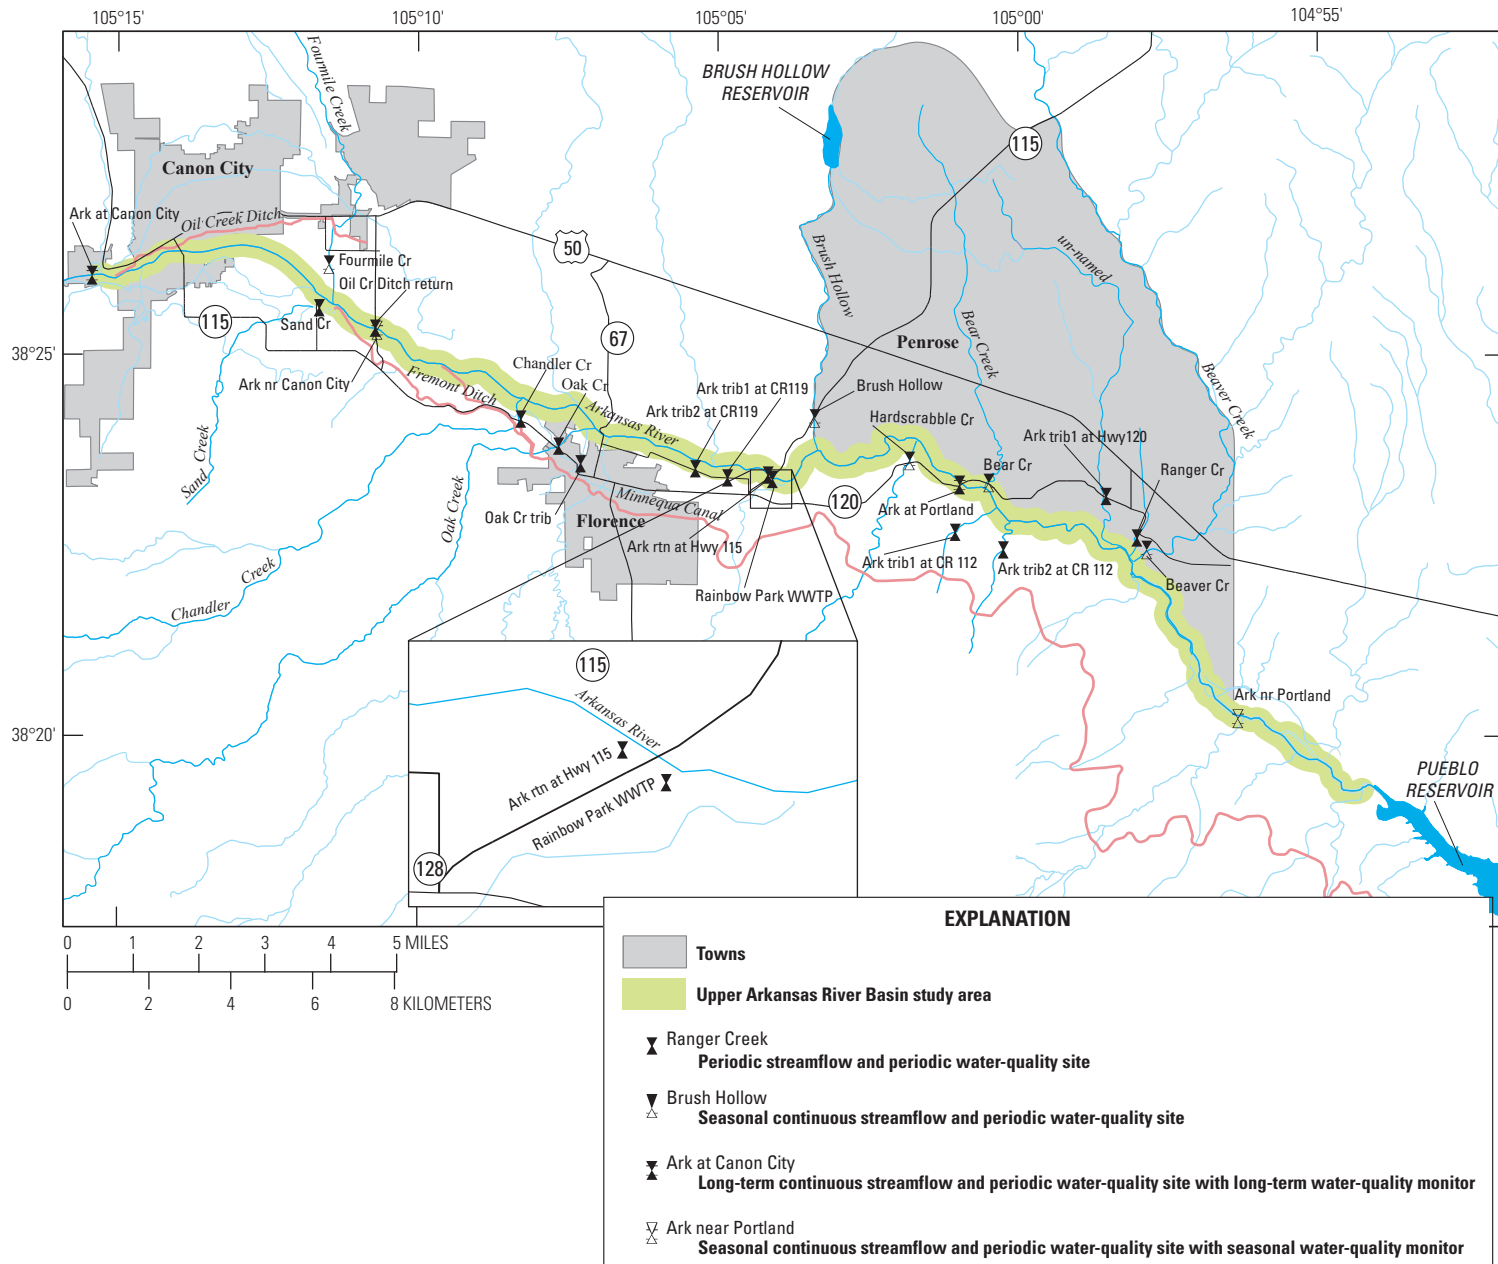 105°15' 105°10' 105°05' 105°00' 104°55'
Fourmile Creek
BRUSH HOLLOW
RESERVOIR
115
Canon City
Ark at Canon City
Oil Creek Ditch
50
Fourmile Cr
Oil Cr Ditch return
Brush Hollow
un-named
115
Sand Cr
67
Bear Creek
Penrose
38°25'
Ark nr Canon City
Fremont Ditch
Chandler Cr
Oak Cr
Ark trib1 at CR119
Ark trib2 at CR119
Arkansas River
Brush Hollow
Hardscrabble Cr
Beaver Creek
Ark trib1 at Hwy120
Bear Cr
Ranger Cr
Sand Creek
Oak Creek
Oak Cr trib
Minnequa Canal
Florence
120
Ark at Portland
Ark rtn at Hwy 115
Ark trib1 at CR 112
Ark trib2 at CR 112
Beaver Cr
Rainbow Park WWTP
Chandler Creek
115
Arkansas River
Ark rtn at Hwy 115
Rainbow Park WWTP
128
Ark nr Portland
38°20'
PUEBLO
RESERVOIR
0 1 2 3 4 5 MILES
0 2 4 6 8 KILOMETERS
EXPLANATION
Towns
Upper Arkansas River Basin study area
Ranger Creek
Periodic streamflow and periodic water-quality site
Brush Hollow
Seasonal continuous streamflow and periodic water-quality site
Ark at Canon City
Long-term continuous streamflow and periodic water-quality site with long-term water-quality monitor
Ark near Portland
Seasonal continuous streamflow and periodic water-quality site with seasonal water-quality monitor